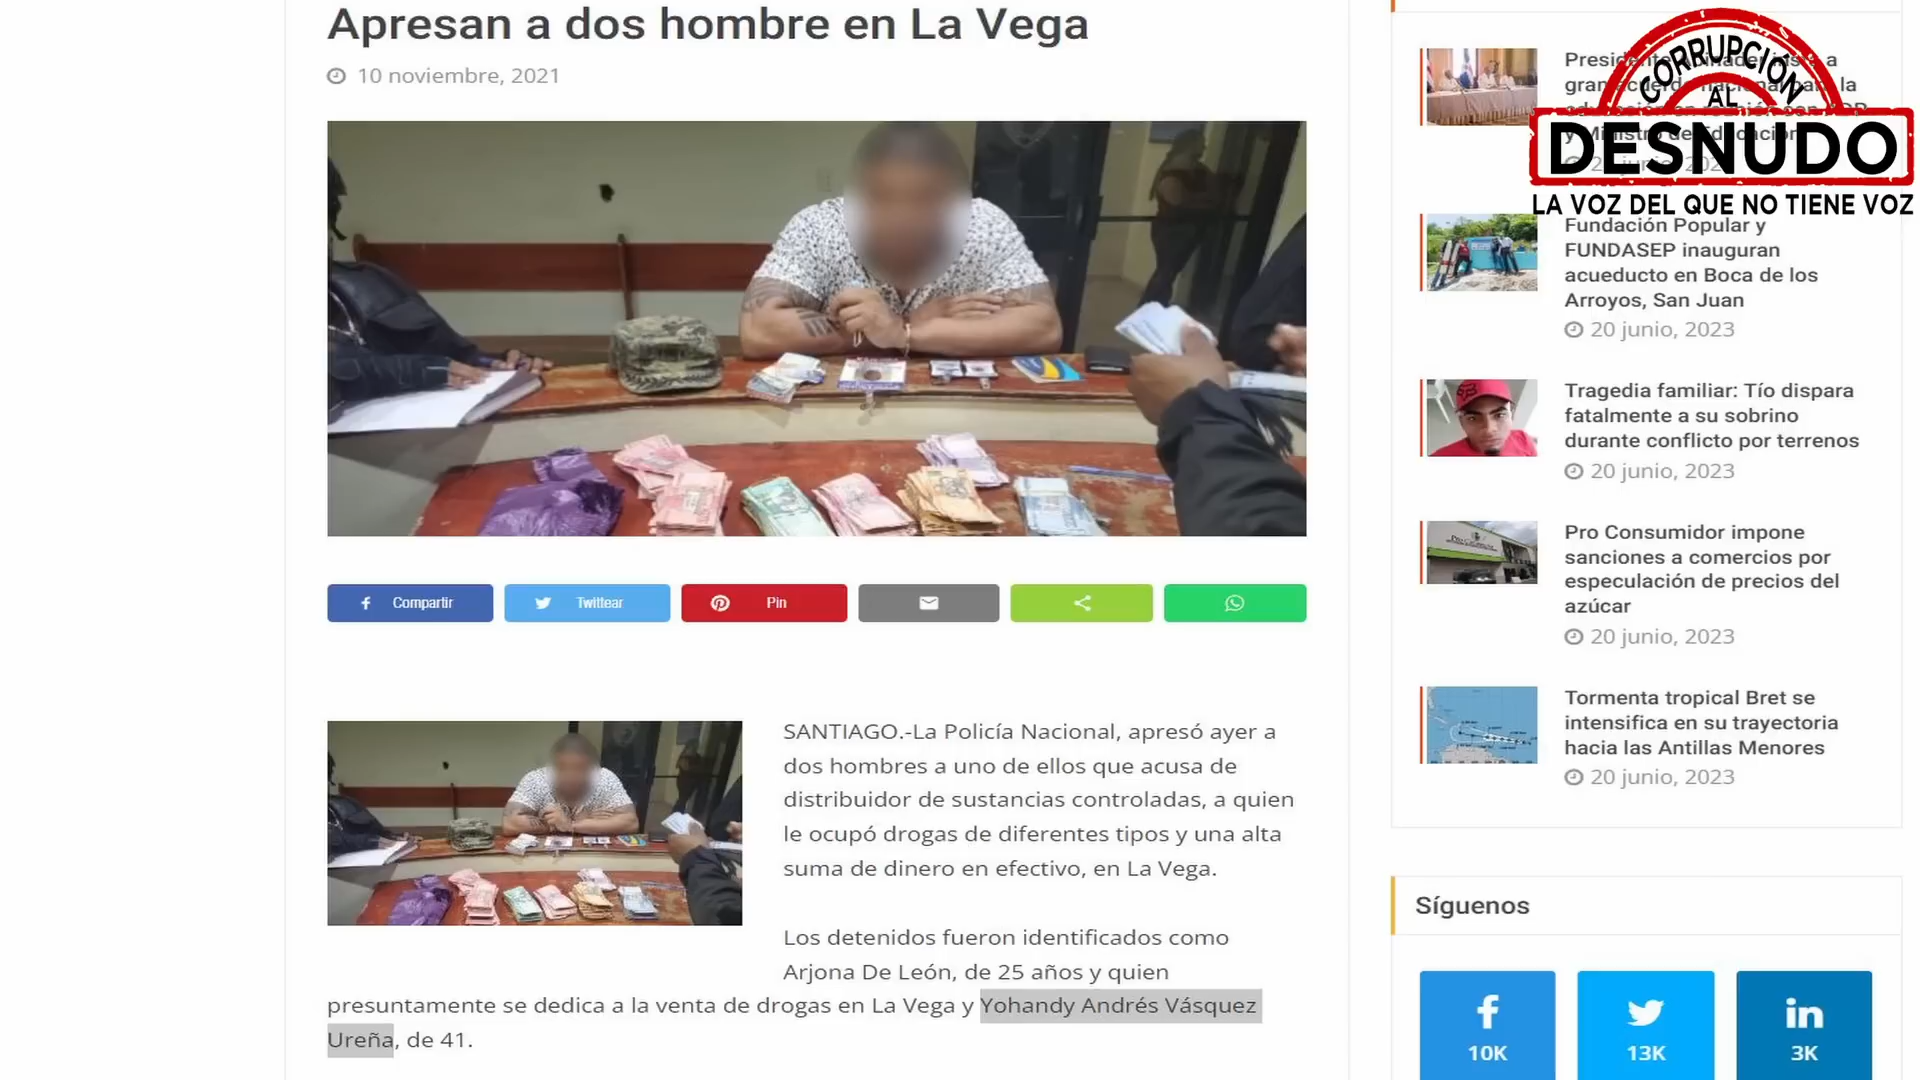 Apresan a dos hombre en La Vega
10 noviembre, 2021
Compartir
Twittear
Pin
SANTIAGO.-La Policía Nacional, apresó ayer a
dos hombres a uno de ellos que acusa de
distribuidor de sustancias controladas, a quien
le ocupó drogas de diferentes tipos y una alta
suma de dinero en efectivo, en La Vega.
Los detenidos fueron identificados como
Arjona De León, de 25 años y quien
presuntamente se dedica a la venta de drogas en La Vega y Yohandy Andrés Vásquez
Ureña, de 41.
CORRUPCIÓN
AL
DESNUDO
LA VOZ DEL QUE NO TIENE VOZ
Fundación Popular y
FUNDASEP inauguran
acueducto en Boca de los
Arroyos, San Juan
20 junio, 2023
Tragedia familiar: Tío dispara
fatalmente a su sobrino
durante conflicto por terrenos
20 junio, 2023
Pro Consumidor impone
sanciones a comercios por
especulación de precios del
azúcar
20 junio, 2023
Tormenta tropical Bret se
intensifica en su trayectoria
hacia las Antillas Menores
20 junio, 2023
Síguenos
10K
13K
3K